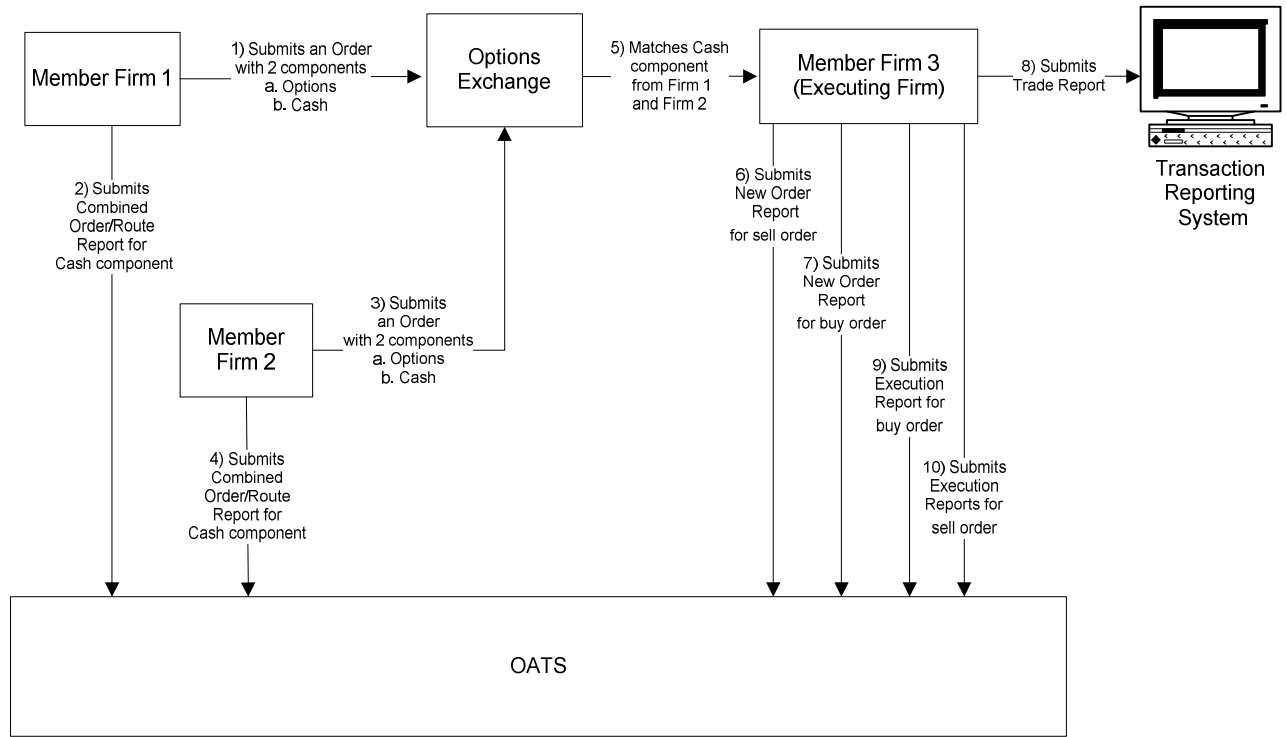 Member Firm 1
1) Submits an Order
with 2 components
a. Options
b. Cash
Options
Exchange
5) Matches Cash
component
from Firm 1
and Firm 2
Member Firm 3
(Executing Firm)
8) Submits
Trade Report
Transaction
Reporting
System
2) Submits
Combined
Order/Route
Report for
Cash component
Member
Firm 2
3) Submits
an Order
with 2 components
a. Options
b. Cash
4) Submits
Combined
Order/Route
Report for
Cash component
6) Submits
New Order
Report
for sell order
7) Submits
New Order
Report
for buy order
9) Submits
Execution
Report for
buy order
10) Submits
Execution
Reports for
sell order
OATS